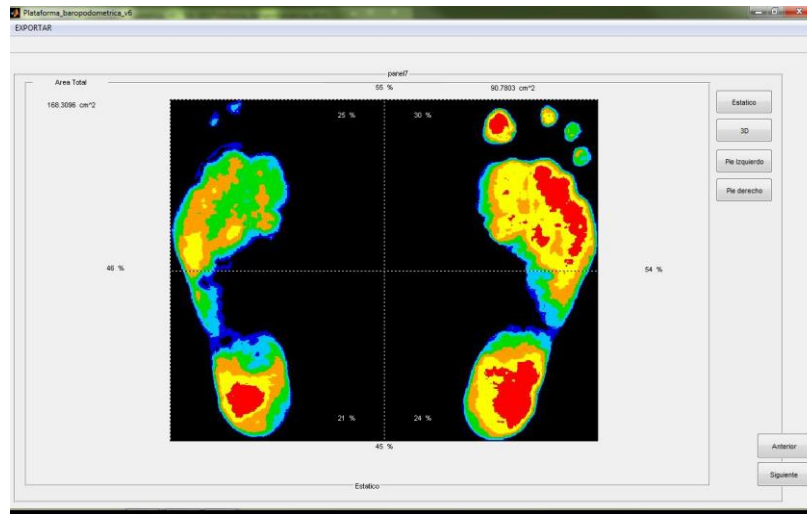 Plataforma_baropodometrica_v6
EXPORTAR
panel7
Area Total
55 %
90.7803 cm^2
168.3096 cm^2
25 %
30 %
Estatico
3D
Pie Izquierdo
Pie derecho
46 %
54 %
21 %
24 %
45 %
Anterior
Siguiente
Estatico